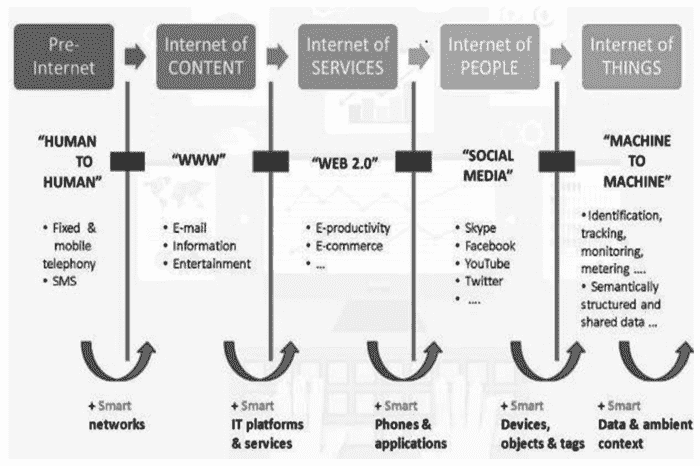 Pre-
Internet
Internet of
CONTENT
Internet of
SERVICES
Internet of
PEOPLE
Internet of
THINGS
“HUMAN
TO
HUMAN”
“WWW”
“WEB 2.0”
“SOCIAL
MEDIA”
“MACHINE
TO
MACHINE”
• Fixed &
mobile
telephony
• SMS
• E-mail
• Information
• Entertainment
• E-productivity
• E-commerce
• ...
• Skype
• Facebook
• YouTube
• Twitter
• ....
• Identification,
tracking,
monitoring,
metering ....
• Semantically
structured and
shared data ...
+ Smart
networks
+ Smart
IT platforms
& services
+ Smart
Phones &
applications
+ Smart
Devices,
objects & tags
+ Smart
Data & ambient
context